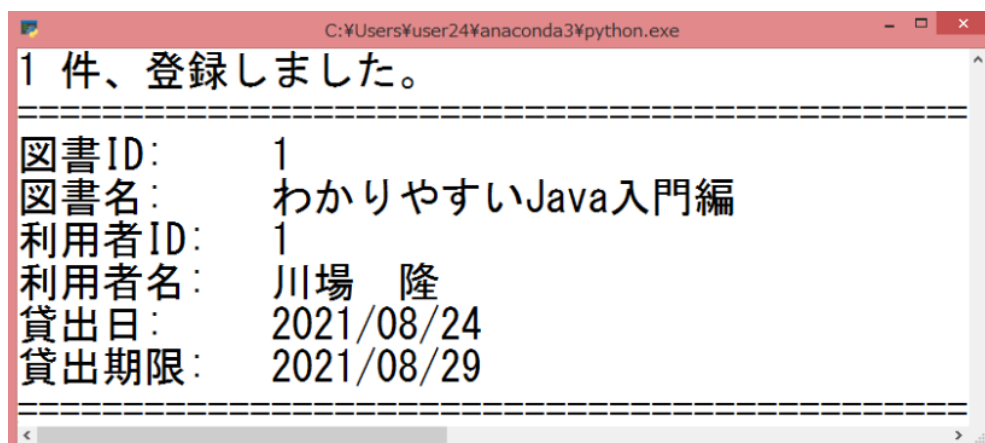 C:¥Users¥user24¥anaconda3¥python.exe
1 件、登録しました。
=============================================
図書ID: 1
図書名: わかりやすいJava入門編
利用者ID: 1
利用者名: 川場　隆
貸出日: 2021/08/24
貸出期限: 2021/08/29
=============================================